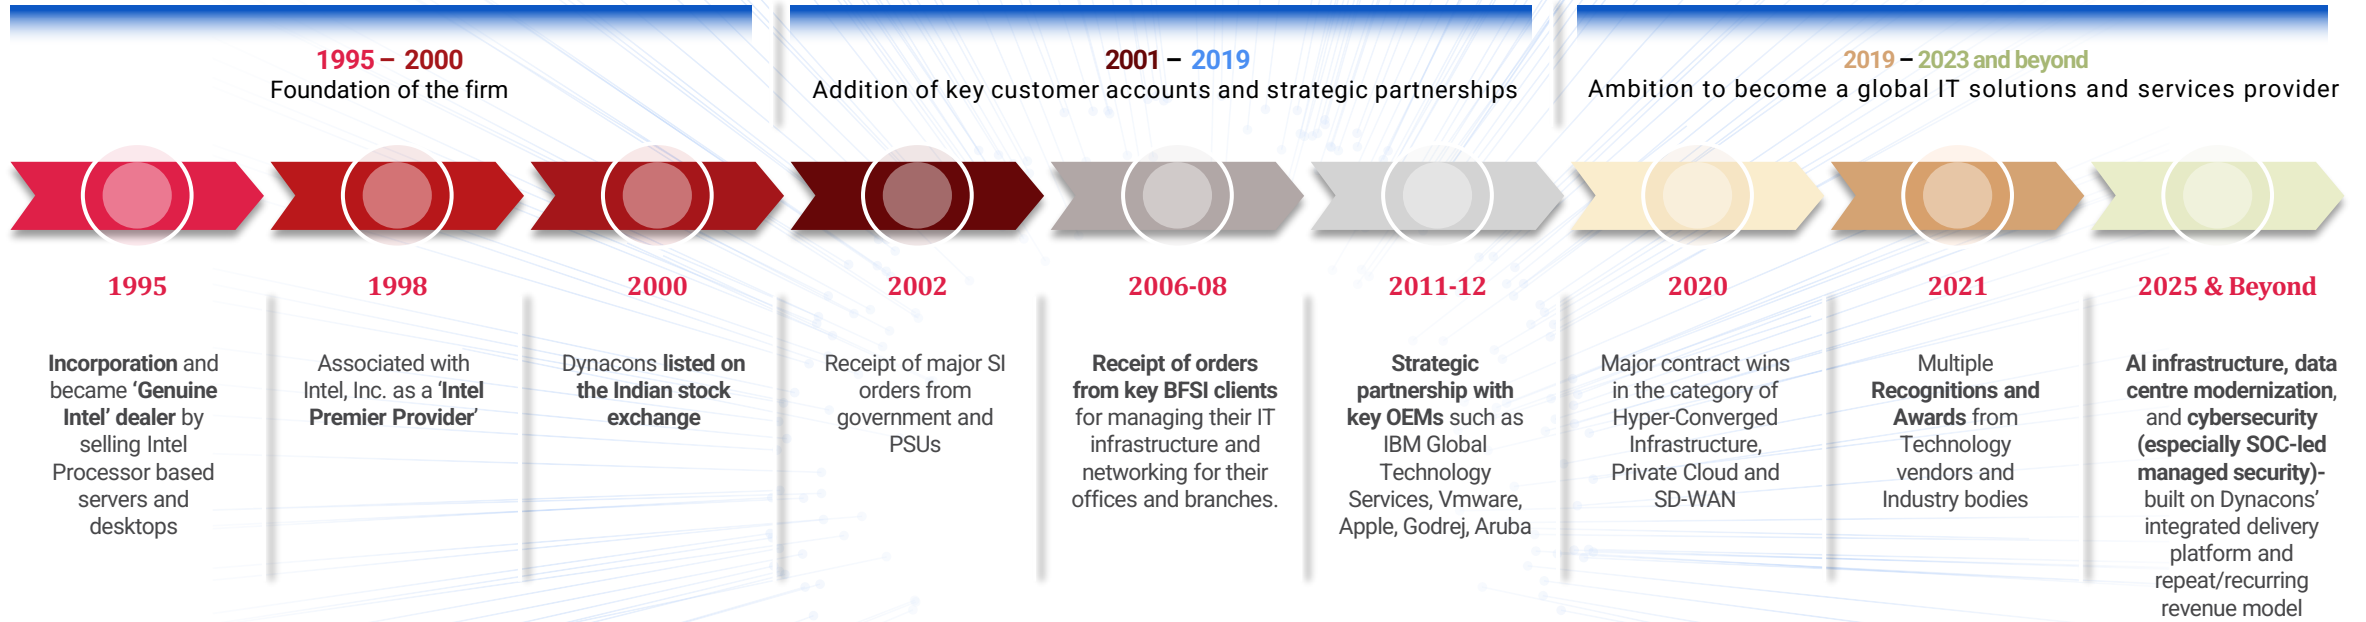 1995 – 2000
Foundation of the firm
2001 – 2019
Addition of key customer accounts and strategic partnerships
2019 – 2023 and beyond
Ambition to become a global IT solutions and services provider
1995
Incorporation and
became ‘Genuine
Intel’ dealer by
selling Intel
Processor based
servers and
desktops
1998
Associated with
Intel, Inc. as a ‘Intel
Premier Provider’
2000
Dynacons listed on
the Indian stock
exchange
2002
Receipt of major SI
orders from
government and
PSUs
2006-08
Receipt of orders
from key BFSI clients
for managing their IT
infrastructure and
networking for their
offices and branches.
2011-12
Strategic
partnership with
key OEMs such as
IBM Global
Technology
Services, Vmware,
Apple, Godrej, Aruba
2020
Major contract wins
in the category of
Hyper-Converged
Infrastructure,
Private Cloud and
SD-WAN
2021
Multiple
Recognitions and
Awards from
Technology
vendors and
Industry bodies
2025 & Beyond
AI infrastructure, data
centre modernization,
and cybersecurity
(especially SOC-led
managed security)-
built on Dynacons’
integrated delivery
platform and
repeat/recurring
revenue model